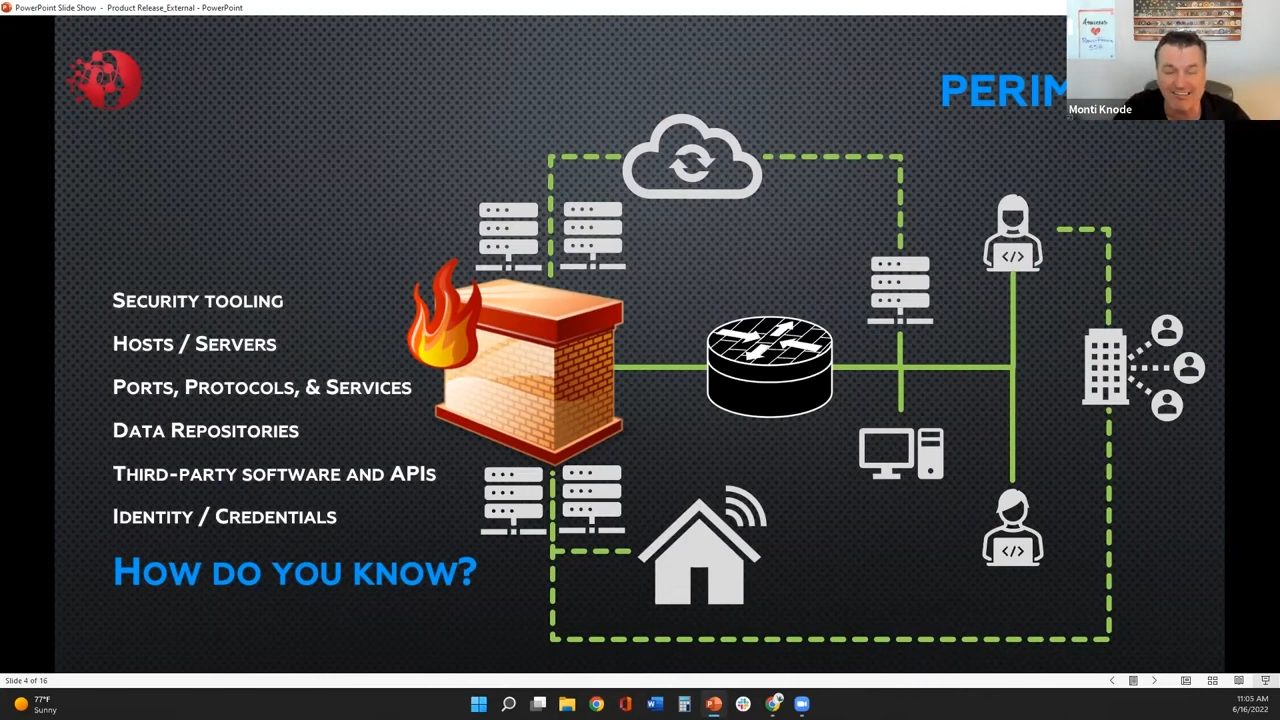 PowerPoint Slide Show - Product Release_External - PowerPoint
PERIM
Monti Knode
Security tooling
Hosts / Servers
Ports, Protocols, & Services
Data Repositories
Third-party software and APIs
Identity / Credentials
How do you know?
</>
</>
Slide 4 of 16
77°F
Sunny
11:05 AM
6/16/2022